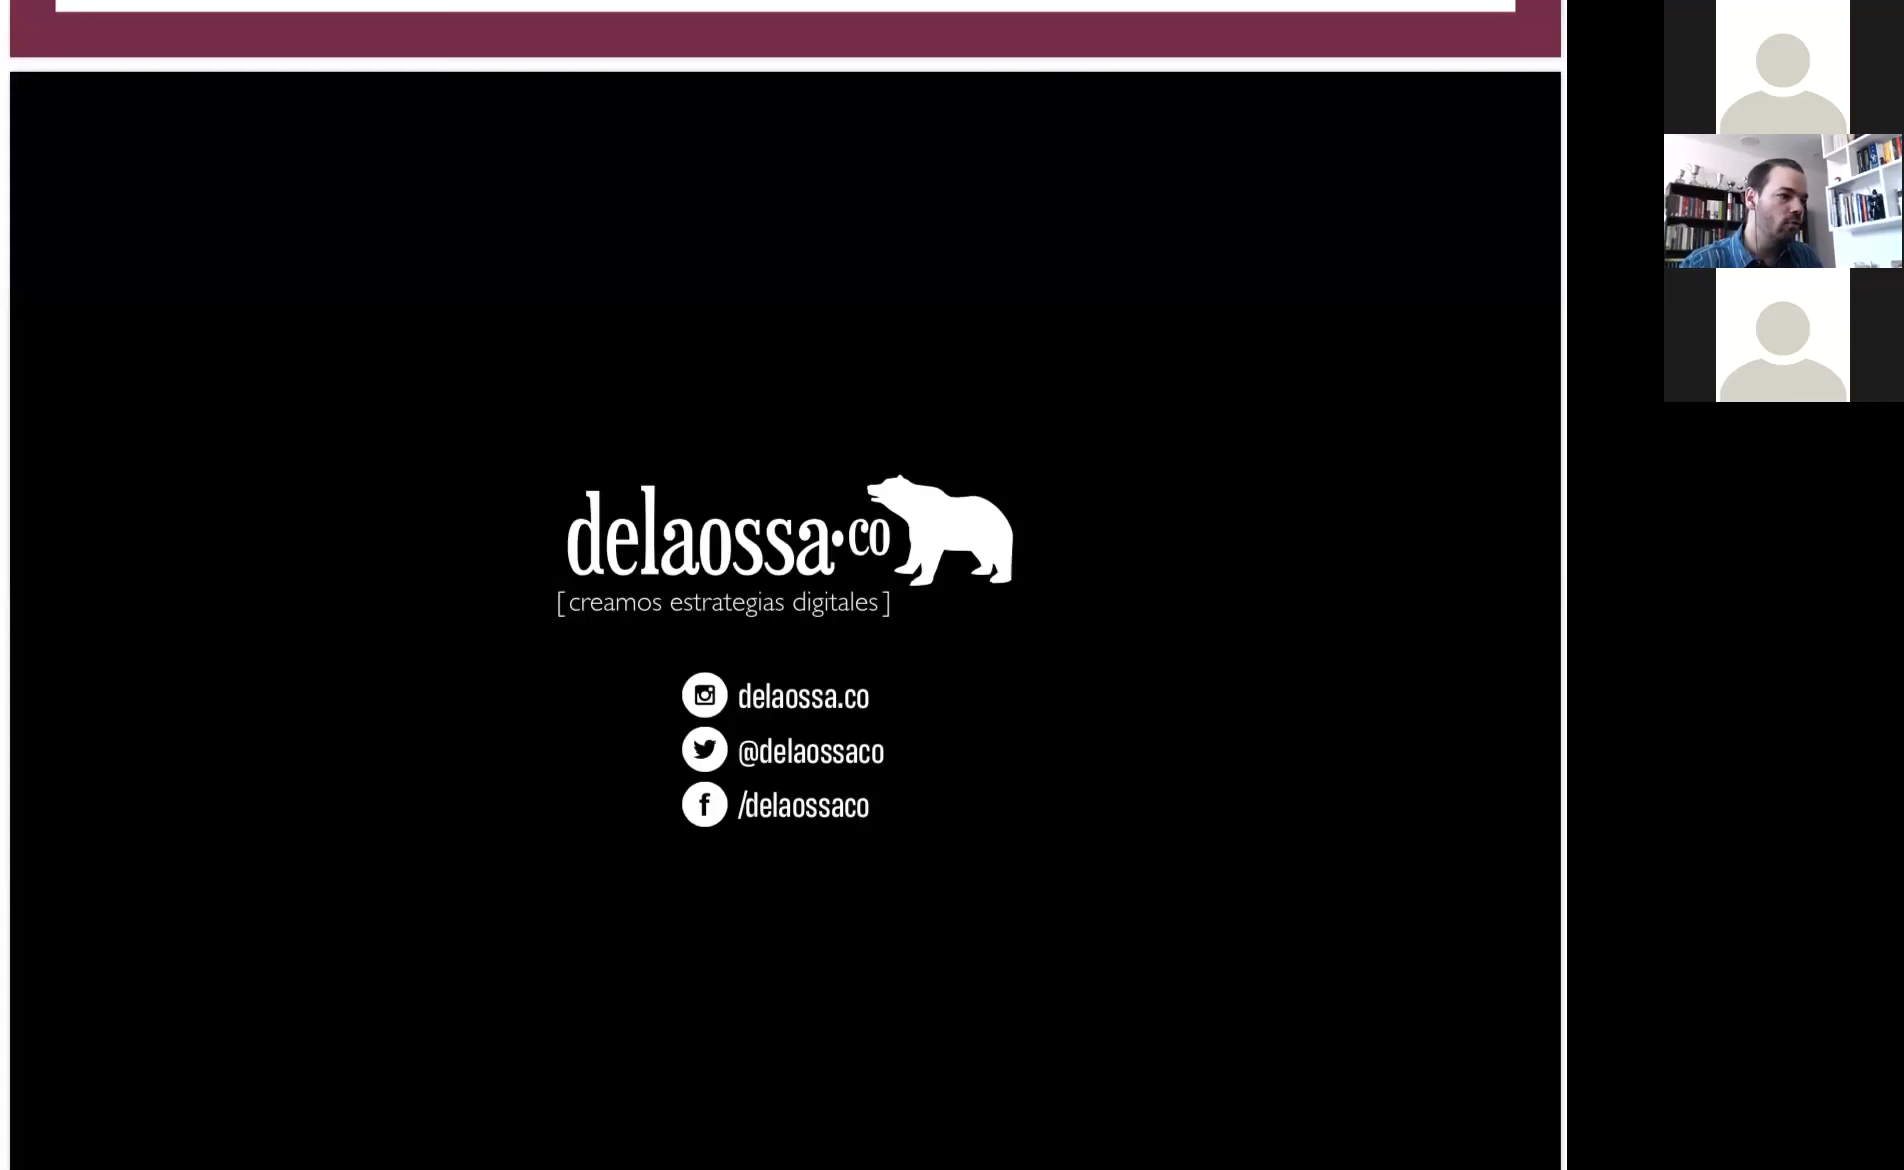 delaossa•co
[creamos estrategias digitales]
delaossa.co
@delaossaco
f /delaossaco